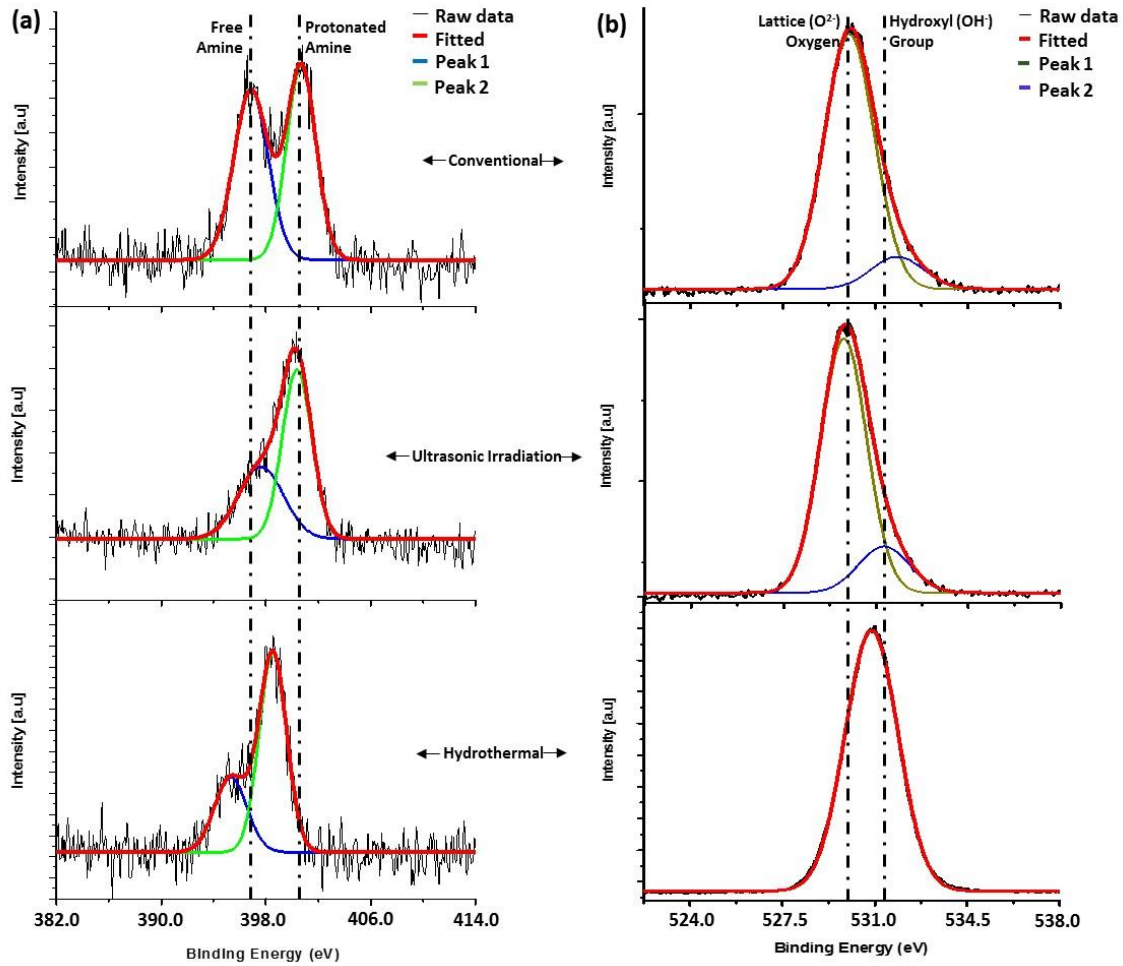 (a)
Free
Amine
Protonated
Amine
Raw data
Fitted
Peak 1
Peak 2
Intensity [a.u]
Conventional
Intensity [a.u]
Ultrasonic Irradiation
Intensity [a.u]
Hydrothermal
382.0 390.0 398.0 406.0 414.0
Binding Energy (eV)
(b)
Lattice (O²⁻)
Oxygen
Hydroxyl (OH⁻)
Group
Raw data
Fitted
Peak 1
Peak 2
Intensity [a.u]
Intensity [a.u]
Intensity [a.u]
524.0 527.5 531.0 534.5 538.0
Binding Energy (eV)